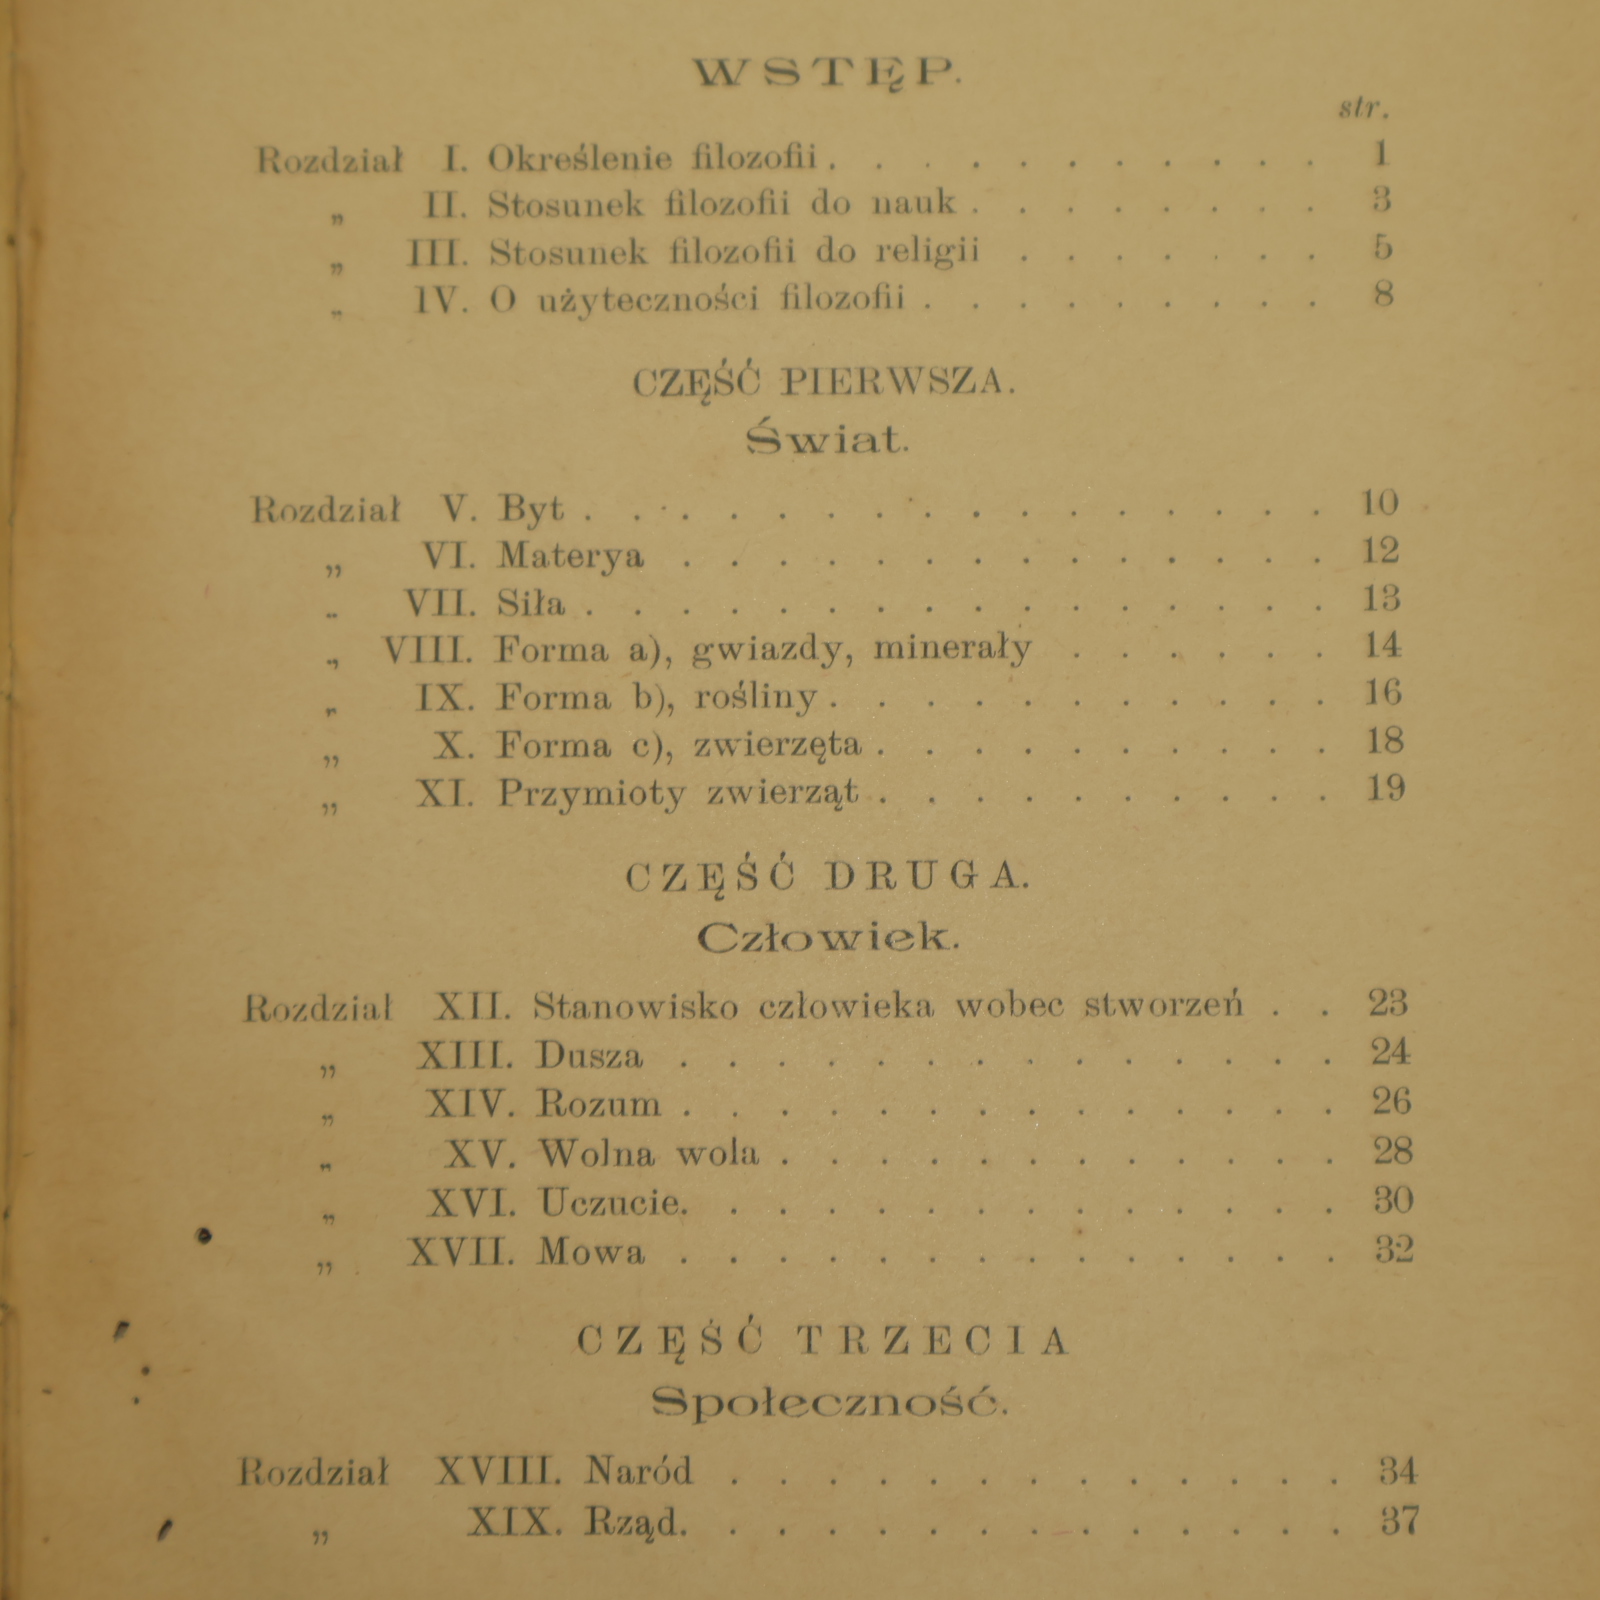 WSTĘP.
str.
Rozdział I. Określenie filozofii . . . . . . . . . . . 1
„ II. Stosunek filozofii do nauk . . . . . . . . 3
„ III. Stosunek filozofii do religii . . . . . . . 5
„ IV. O użyteczności filozofii . . . . . . . . . 8
CZĘŚĆ PIERWSZA.
Świat.
Rozdział V. Byt . . . . . . . . . . . . . . . . 10
„ VI. Materya . . . . . . . . . . . . . . 12
„ VII. Siła . . . . . . . . . . . . . . . . 13
„ VIII. Forma a), gwiazdy, minerały . . . . . . 14
„ IX. Forma b), rośliny . . . . . . . . . . . 16
„ X. Forma c), zwierzęta . . . . . . . . . . 18
„ XI. Przymioty zwierząt . . . . . . . . . . 19
CZĘŚĆ DRUGA.
Człowiek.
Rozdział XII. Stanowisko człowieka wobec stworzeń . . 23
„ XIII. Dusza . . . . . . . . . . . . . . 24
„ XIV. Rozum . . . . . . . . . . . . . . 26
„ XV. Wolna wola . . . . . . . . . . . . 28
„ XVI. Uczucie. . . . . . . . . . . . . . 30
„ XVII. Mowa . . . . . . . . . . . . . . 32
CZĘŚĆ TRZECIA
Społeczność.
Rozdział XVIII. Naród . . . . . . . . . . . . . 34
„ XIX. Rząd. . . . . . . . . . . . . . 37